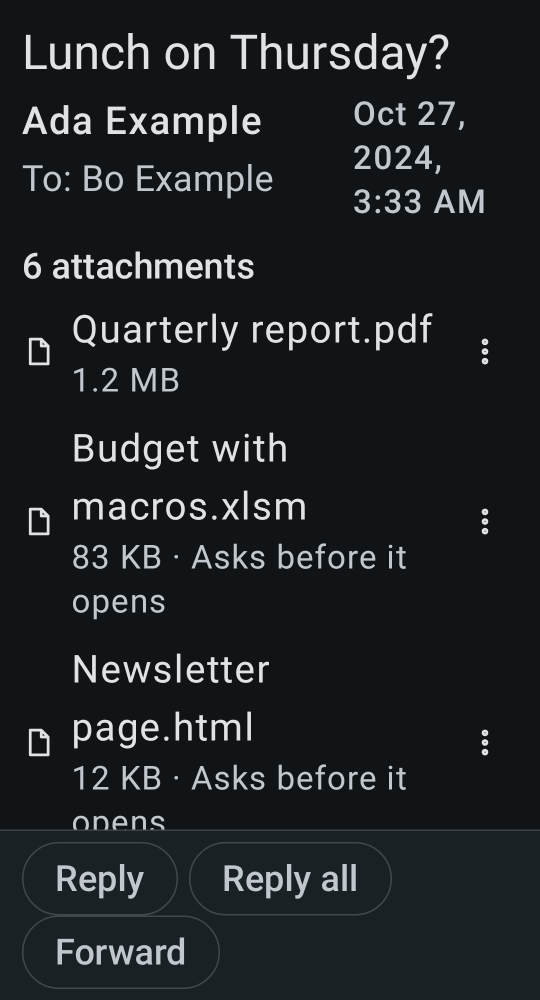 Lunch on Thursday?
Ada Example
Oct 27,
2024,
3:33 AM
To: Bo Example
6 attachments
Quarterly report.pdf
1.2 MB
Budget with
macros.xlsm
83 KB · Asks before it
opens
Newsletter
page.html
12 KB · Asks before it
opens
Reply
Reply all
Forward